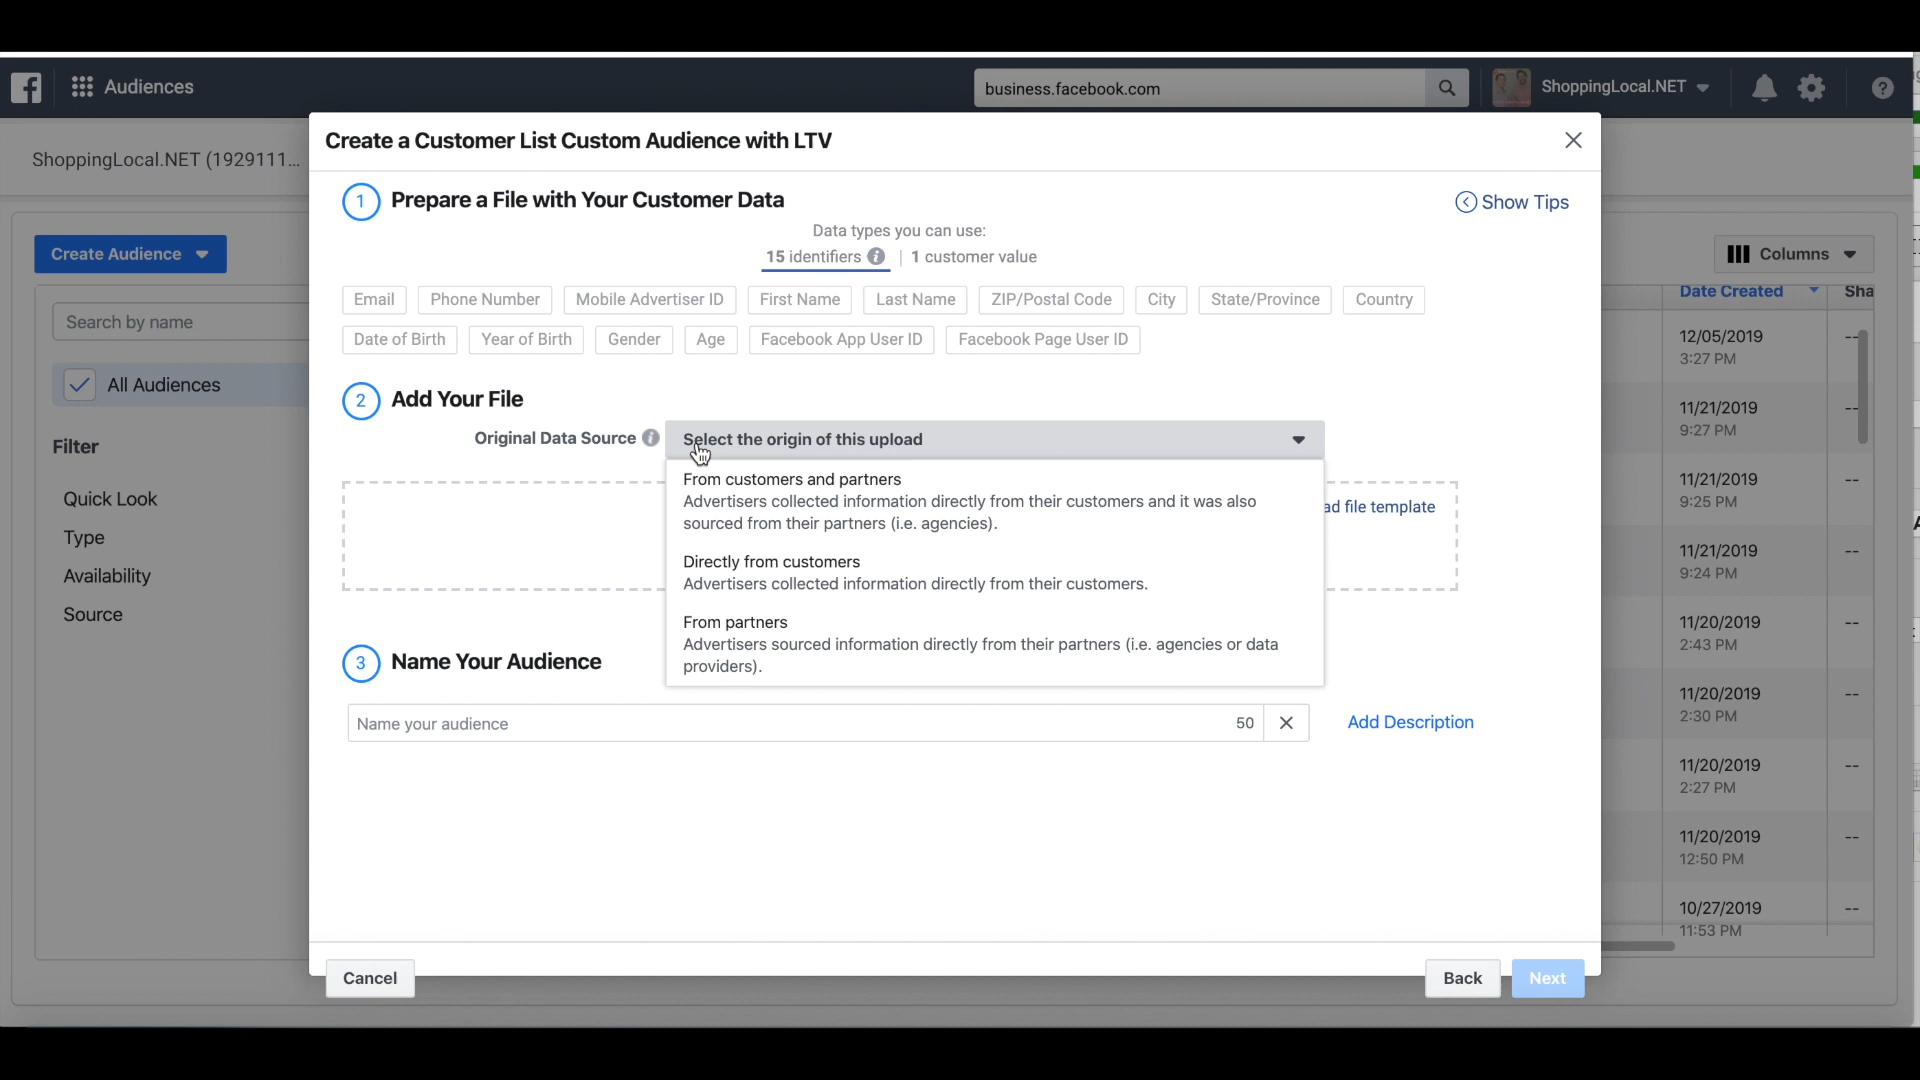 Audiences
business.facebook.com
ShoppingLocal.NET
ShoppingLocal.NET (1929111...
Create a Customer List Custom Audience with LTV
1 Prepare a File with Your Customer Data
Show Tips
Data types you can use:
15 identifiers | 1 customer value
Create Audience
Columns
Email Phone Number Mobile Advertiser ID First Name Last Name ZIP/Postal Code City State/Province Country
Date Created Sha
Search by name
Date of Birth Year of Birth Gender Age Facebook App User ID Facebook Page User ID
12/05/2019 --
3:27 PM
All Audiences
2 Add Your File
11/21/2019 --
9:27 PM
Filter
Original Data Source Select the origin of this upload
From customers and partners
Advertisers collected information directly from their customers and it was also
sourced from their partners (i.e. agencies).
ad file template
11/21/2019 --
9:25 PM
Quick Look
Type
Directly from customers
Advertisers collected information directly from their customers.
11/21/2019 --
9:24 PM
Availability
Source
From partners
Advertisers sourced information directly from their partners (i.e. agencies or data
providers).
11/20/2019 --
2:43 PM
3 Name Your Audience
11/20/2019 --
2:30 PM
Name your audience 50
Add Description
11/20/2019 --
2:27 PM
11/20/2019 --
12:50 PM
10/27/2019 --
11:53 PM
Cancel
Back
Next